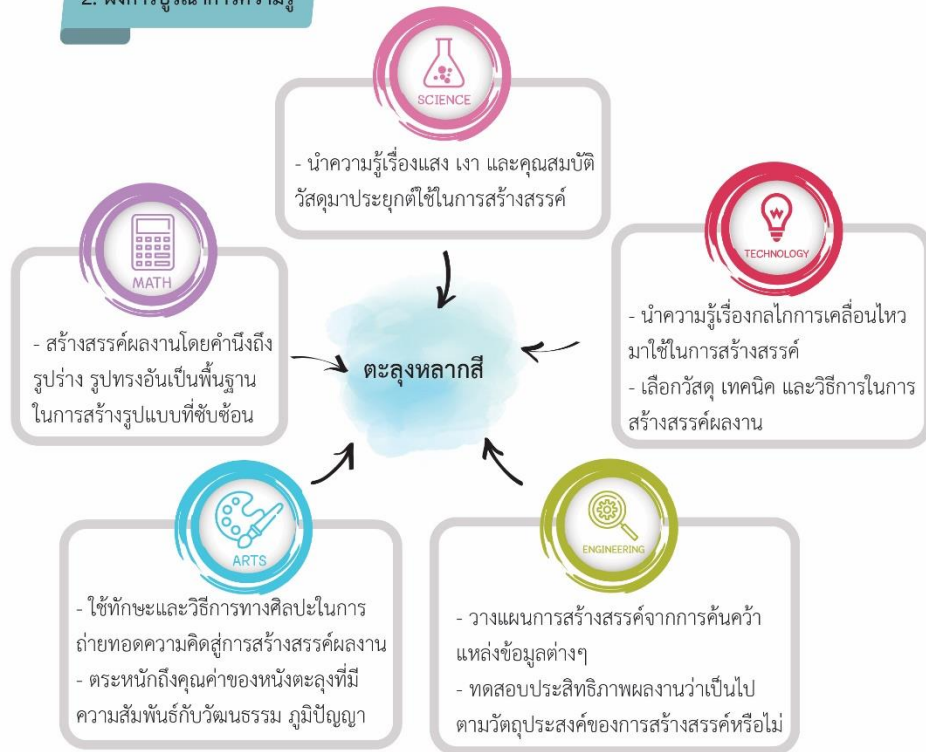 2. ผังการบูรณาการความรู้
SCIENCE
- นำความรู้เรื่องแสง เงา และคุณสมบัติ
วัสดุมาประยุกต์ใช้ในการสร้างสรรค์
MATH
- สร้างสรรค์ผลงานโดยคำนึงถึง
รูปร่าง รูปทรงอันเป็นพื้นฐาน
ในการสร้างรูปแบบที่ซับซ้อน
TECHNOLOGY
- นำความรู้เรื่องกลไกการเคลื่อนไหว
มาใช้ในการสร้างสรรค์
- เลือกวัสดุ เทคนิค และวิธีการในการ
สร้างสรรค์ผลงาน
ตะลุงหลากสี
ARTS
- ใช้ทักษะและวิธีการทางศิลปะในการ
ถ่ายทอดความคิดสู่การสร้างสรรค์ผลงาน
- ตระหนักถึงคุณค่าของหนังตะลุงที่มี
ความสัมพันธ์กับวัฒนธรรม ภูมิปัญญา
ENGINEERING
- วางแผนการสร้างสรรค์จากการค้นคว้า
แหล่งข้อมูลต่างๆ
- ทดสอบประสิทธิภาพผลงานว่าเป็นไป
ตามวัตถุประสงค์ของการสร้างสรรค์หรือไม่